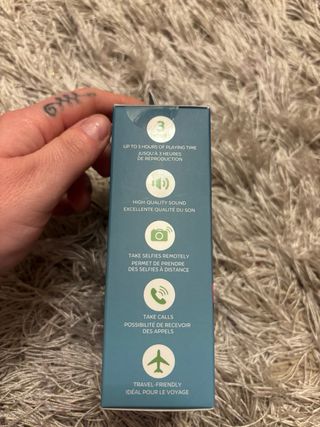 3
UP TO 3 HOURS OF PLAYING TIME
JUSQU'À 3 HEURES
DE REPRODUCTION
HIGH QUALITY SOUND
EXCELLENTE QUALITÉ DU SON
TAKE SELFIES REMOTELY
PERMET DE PRENDRE
DES SELFIES À DISTANCE
TAKE CALLS
POSSIBILITÉ DE RECEVOIR
DES APPELS
TRAVEL-FRIENDLY
IDÉAL POUR LE VOYAGE